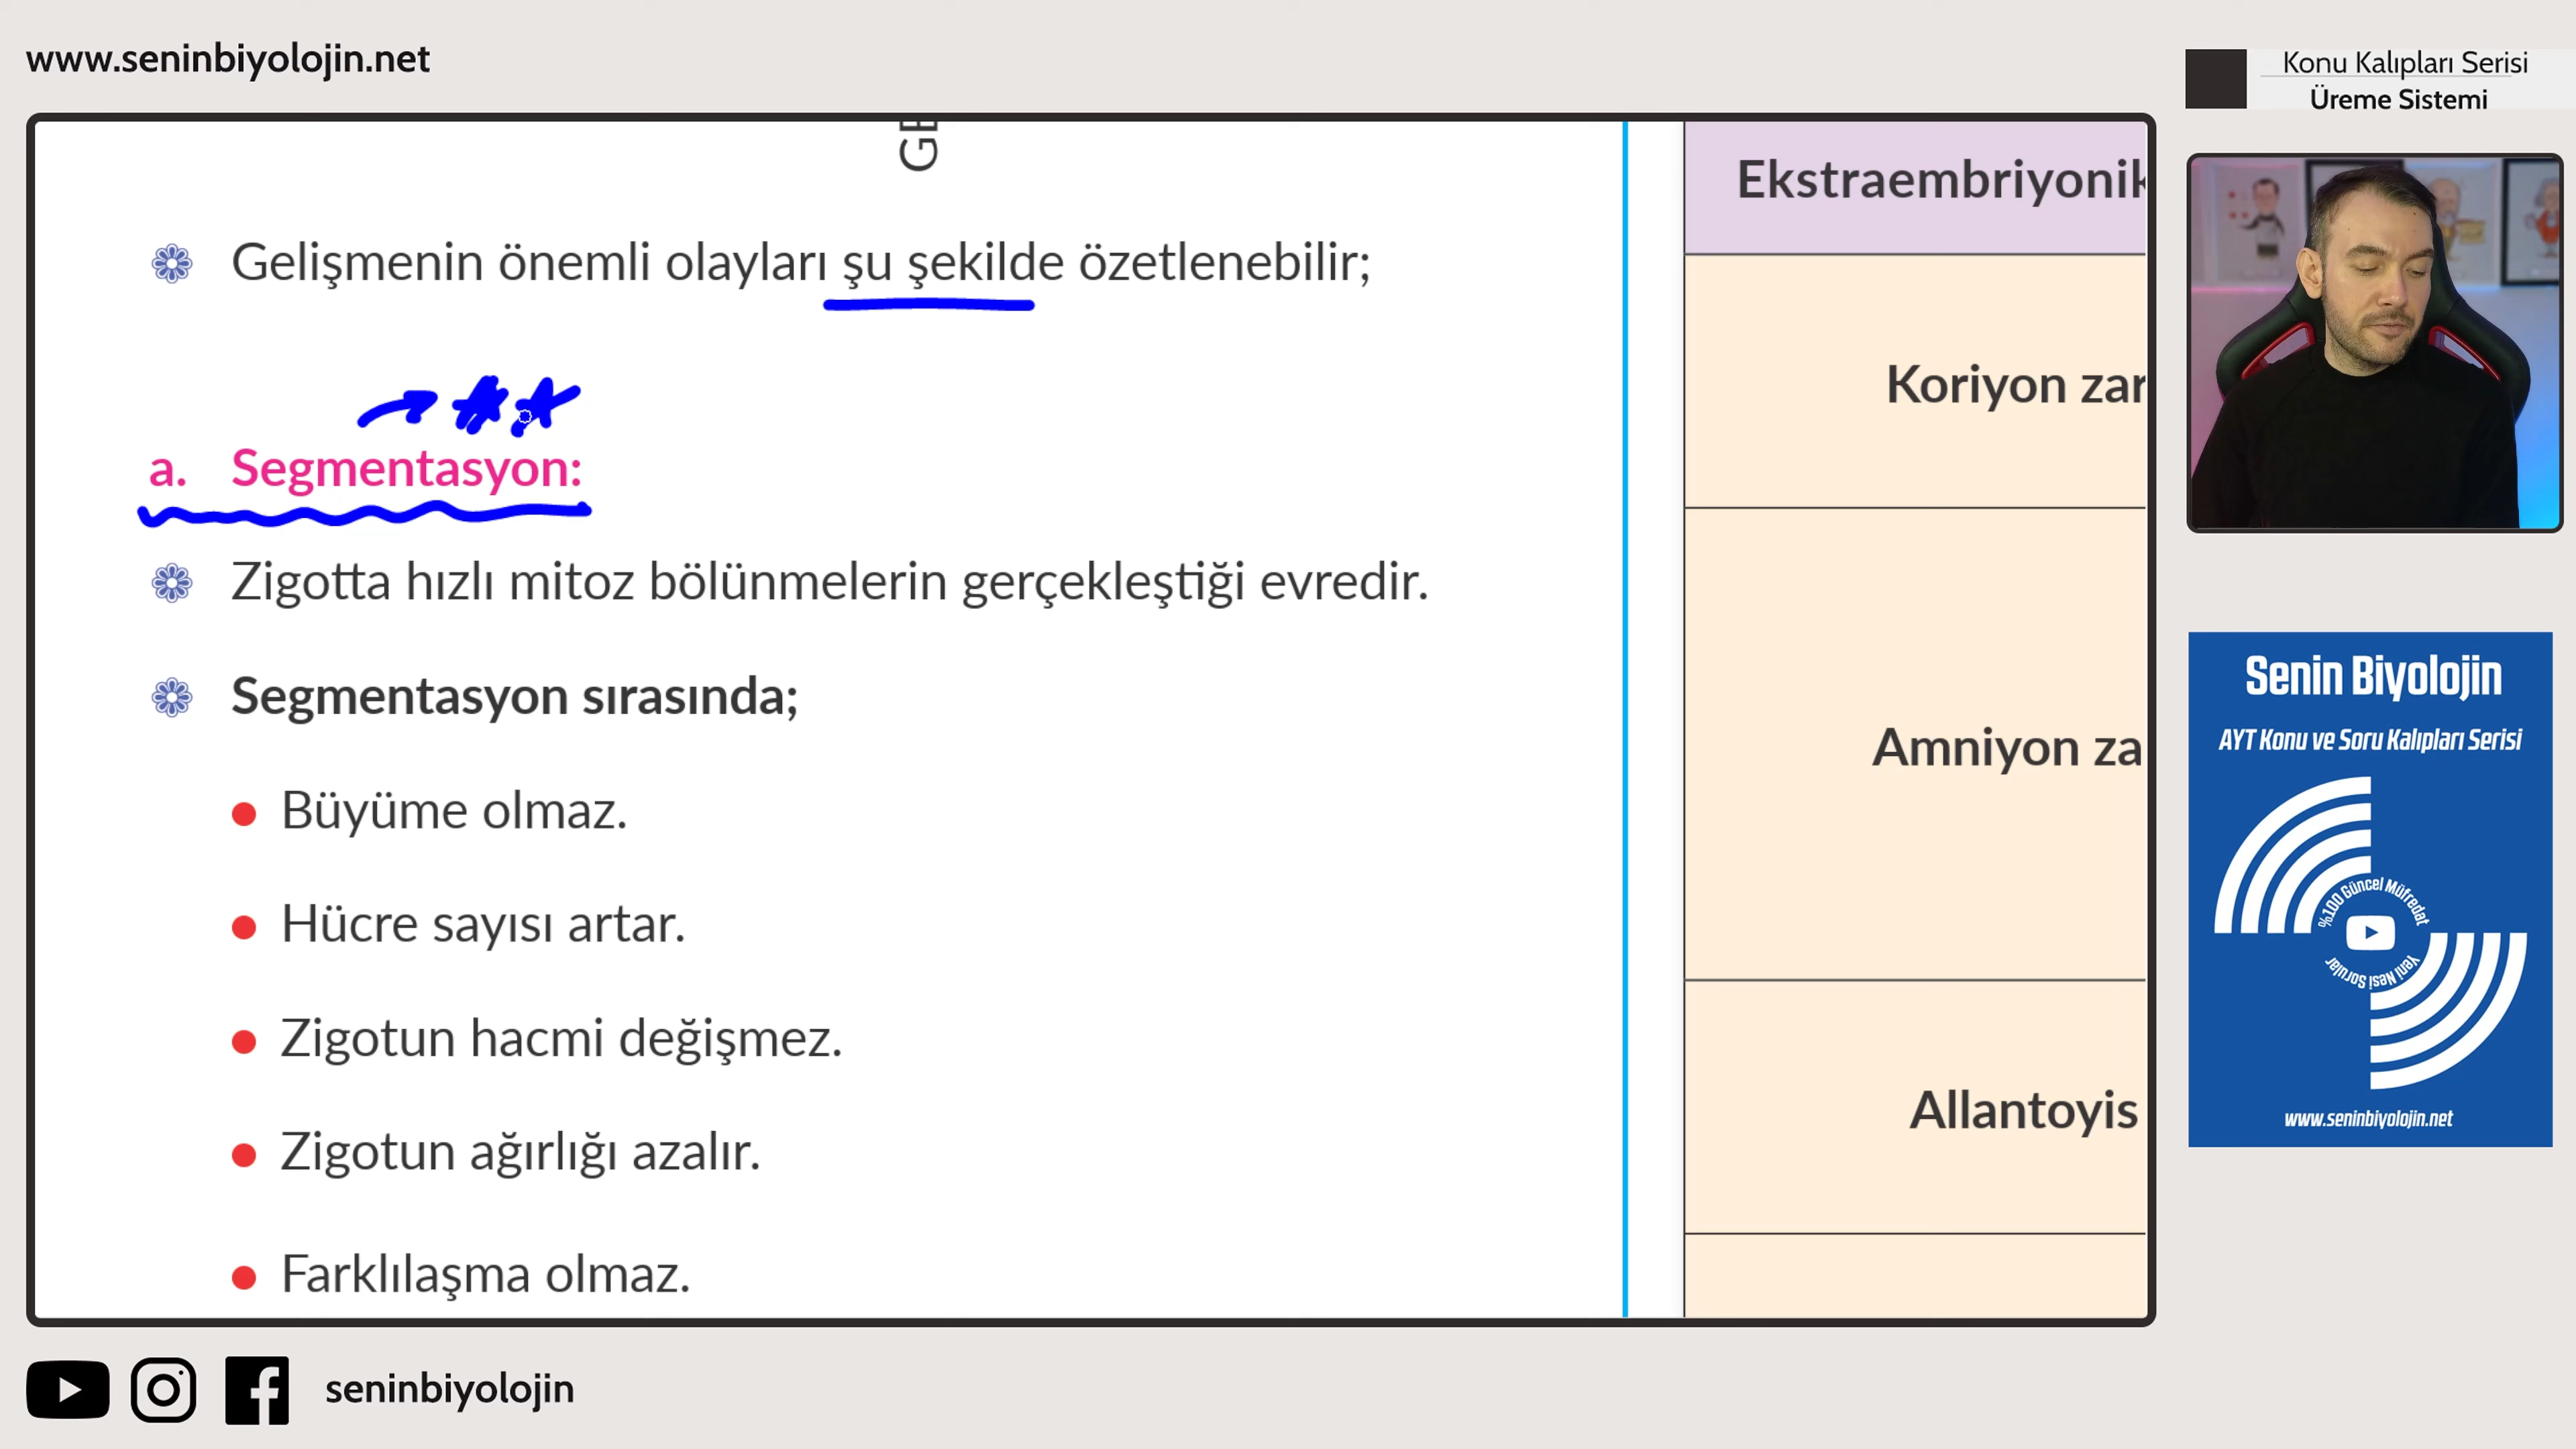 www.seninbiyolojin.net
Konu Kalıpları Serisi
Üreme Sistemi
Gelişmenin önemli olayları şu şekilde özetlenebilir;
a. Segmentasyon:
Zigotta hızlı mitoz bölünmelerin gerçekleştiği evredir.
Segmentasyon sırasında;
Büyüme olmaz.
Hücre sayısı artar.
Zigotun hacmi değişmez.
Zigotun ağırlığı azalır.
Farklılaşma olmaz.
Ekstraembriyonik
Koriyon zar
Amniyon za
Allantoyis
Senin Biyolojin
AYT Konu ve Soru Kalıpları Serisi
%100 Güncel Müfredat
Yeni Nesil Sorular
www.seninbiyolojin.net
seninbiyolojin